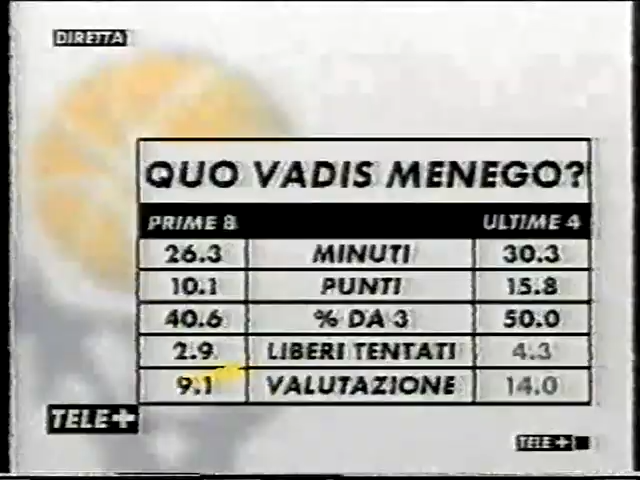 DIRETTA
QUO VADIS MENEGO?
PRIME 8 ULTIME 4
26.3 MINUTI 30.3
10.1 PUNTI 15.8
40.6 % DA 3 50.0
2.9 LIBERI TENTATI 4.3
9.1 VALUTAZIONE 14.0
TELE+
TELE+